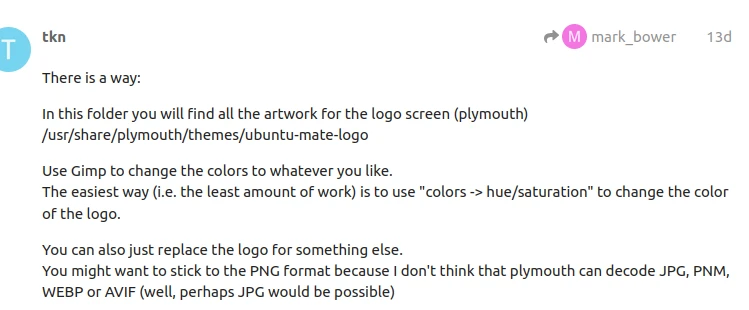 T tkn M mark_bower 13d
There is a way:
In this folder you will find all the artwork for the logo screen (plymouth)
/usr/share/plymouth/themes/ubuntu-mate-logo
Use Gimp to change the colors to whatever you like.
The easiest way (i.e. the least amount of work) is to use "colors -> hue/saturation" to change the color
of the logo.
You can also just replace the logo for something else.
You might want to stick to the PNG format because I don't think that plymouth can decode JPG, PNM,
WEBP or AVIF (well, perhaps JPG would be possible)